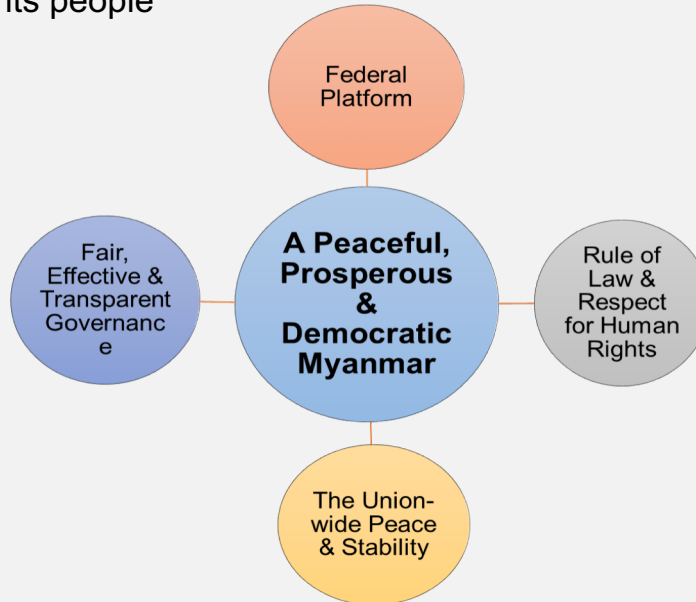 its people
Federal
Platform
A Peaceful,
Prosperous
&
Democratic
Myanmar
Fair,
Effective &
Transparent
Governanc
e
Rule of
Law &
Respect
for Human
Rights
The Union-
wide Peace
& Stability